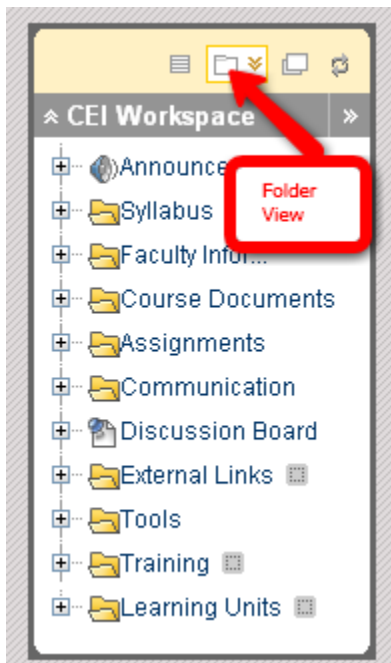 CEI Workspace
Announce
Folder
View
Syllabus
Faculty Infor...
Course Documents
Assignments
Communication
Discussion Board
External Links
Tools
Training
Learning Units